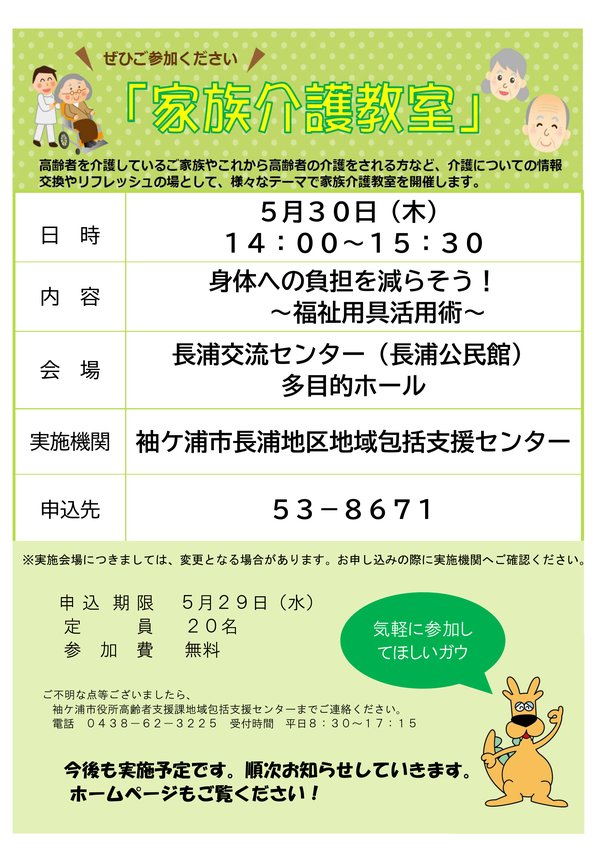 ぜひご参加ください
「家族介護教室」
高齢者を介護しているご家族やこれから高齢者の介護をされる方など、介護についての情報
交換やリフレッシュの場として、様々なテーマで家族介護教室を開催します。
日　時
５月３０日（木）
１４：００～１５：３０
内　容
身体への負担を減らそう！
～福祉用具活用術～
会　場
長浦交流センター（長浦公民館）
多目的ホール
実施機関
袖ケ浦市長浦地区地域包括支援センター
申込先
５３－８６７１
※実施会場につきましては、変更となる場合があります。お申し込みの際に実施機関へご確認ください。
申込期限　５月２９日（水）
定　　員　２０名
参 加 費　無料
気軽に参加し
てほしいガウ
ご不明な点等ございましたら、
袖ケ浦市役所高齢者支援課地域包括支援センターまでご連絡ください。
電話　０４３８－６２－３２２５　受付時間　平日８：３０～１７：１５
今後も実施予定です。順次お知らせしていきます。
ホームページもご覧ください！